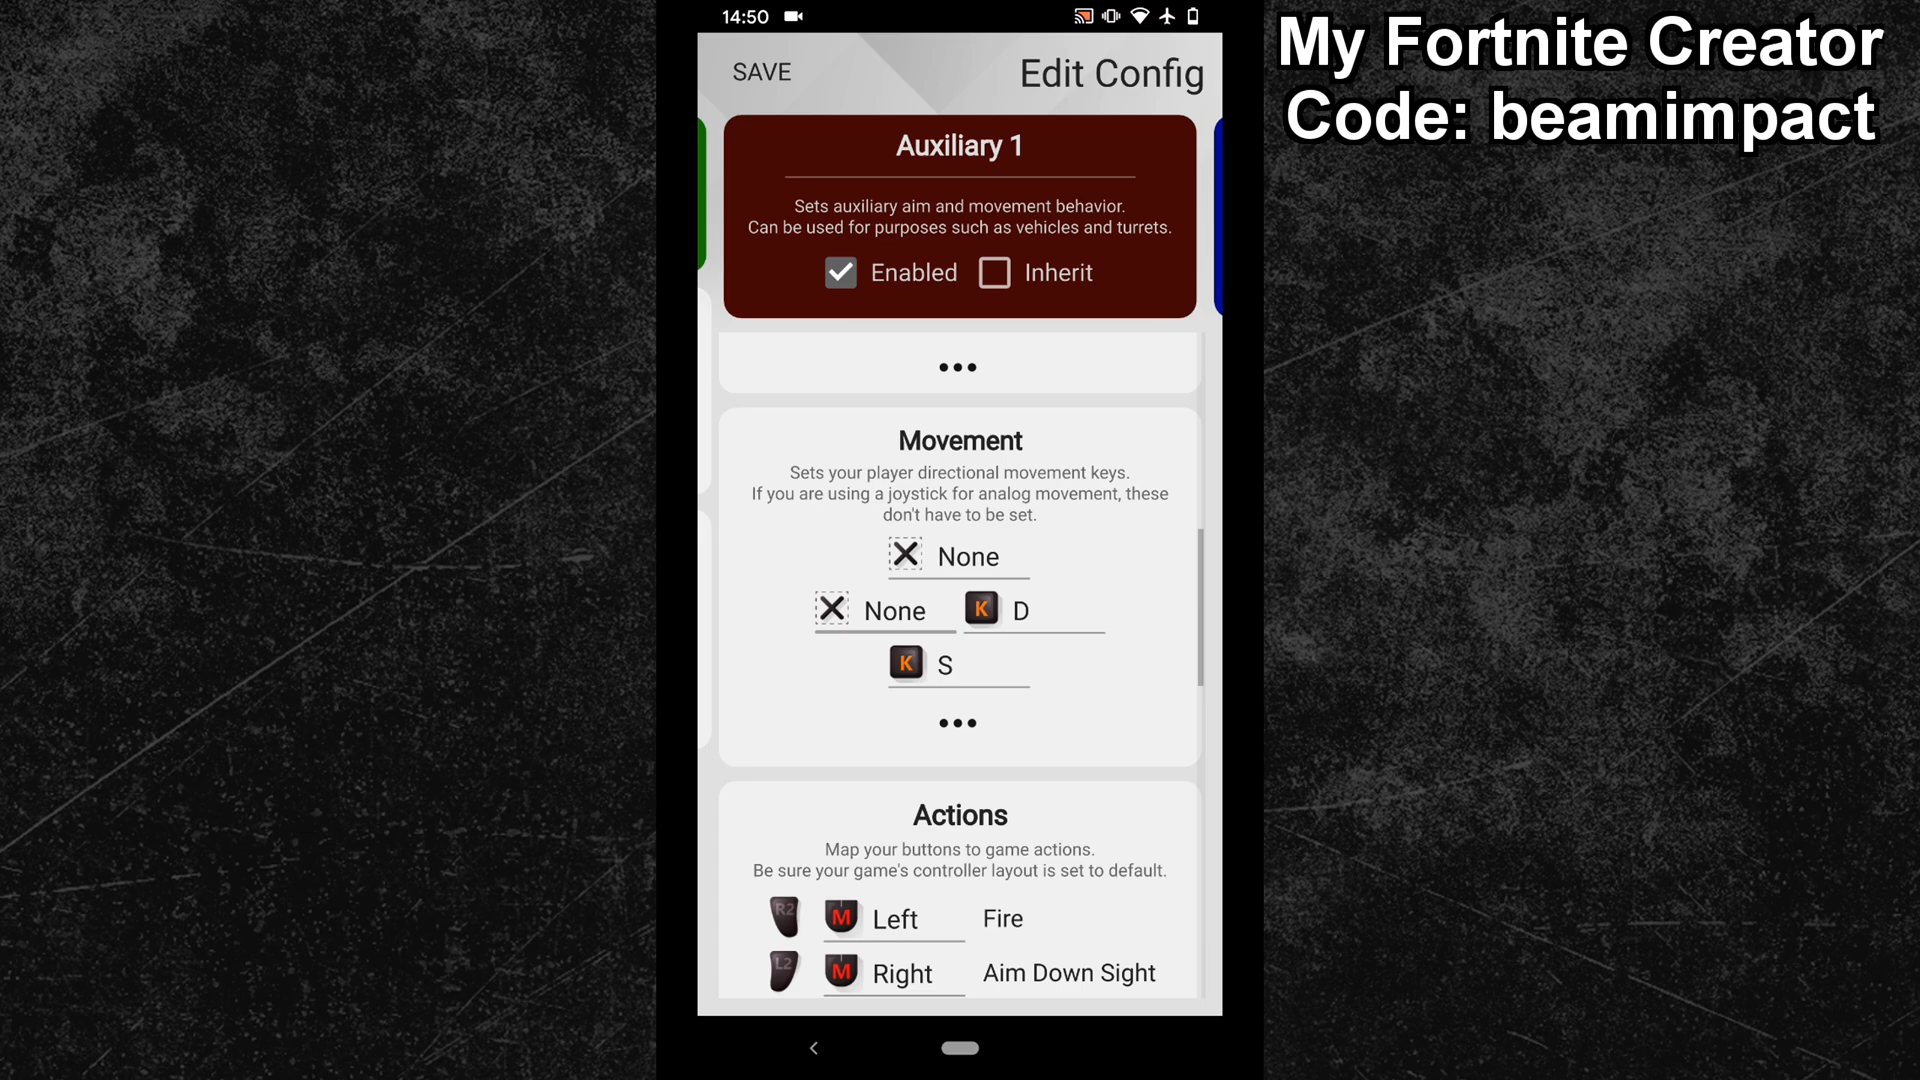 14:50
My Fortnite Creator
Code: beamimpact
SAVE
Edit Config
Auxiliary 1
Sets auxiliary aim and movement behavior.
Can be used for purposes such as vehicles and turrets.
Enabled
Inherit
Movement
Sets your player directional movement keys.
If you are using a joystick for analog movement, these
don't have to be set.
None
None
K D
K S
Actions
Map your buttons to game actions.
Be sure your game's controller layout is set to default.
R2 M Left Fire
L2 M Right Aim Down Sight